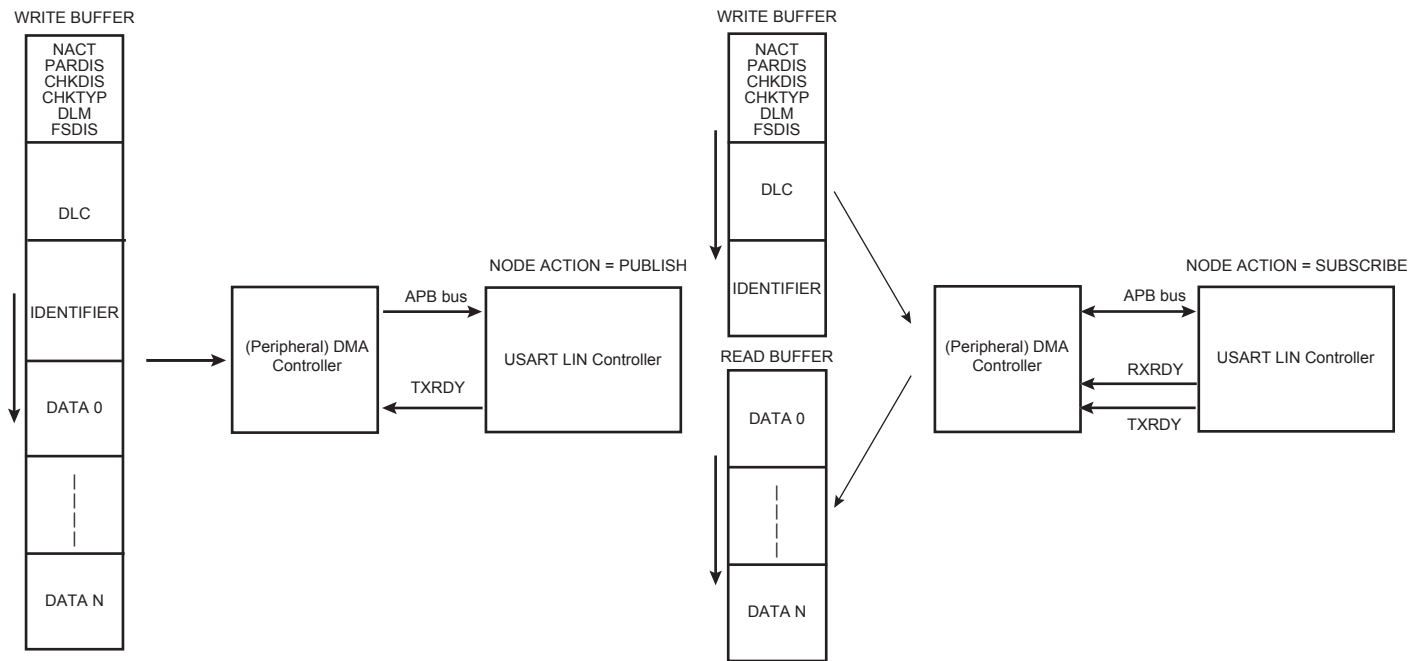 WRITE BUFFER
NACT
PARDIS
CHKDIS
CHKTYP
DLM
FSDIS
DLC
IDENTIFIER
DATA 0
DATA N
(Peripheral) DMA
Controller
APB bus
TXRDY
NODE ACTION = PUBLISH
USART LIN Controller
WRITE BUFFER
NACT
PARDIS
CHKDIS
CHKTYP
DLM
FSDIS
DLC
IDENTIFIER
READ BUFFER
DATA 0
DATA N
(Peripheral) DMA
Controller
APB bus
RXRDY
TXRDY
NODE ACTION = SUBSCRIBE
USART LIN Controller